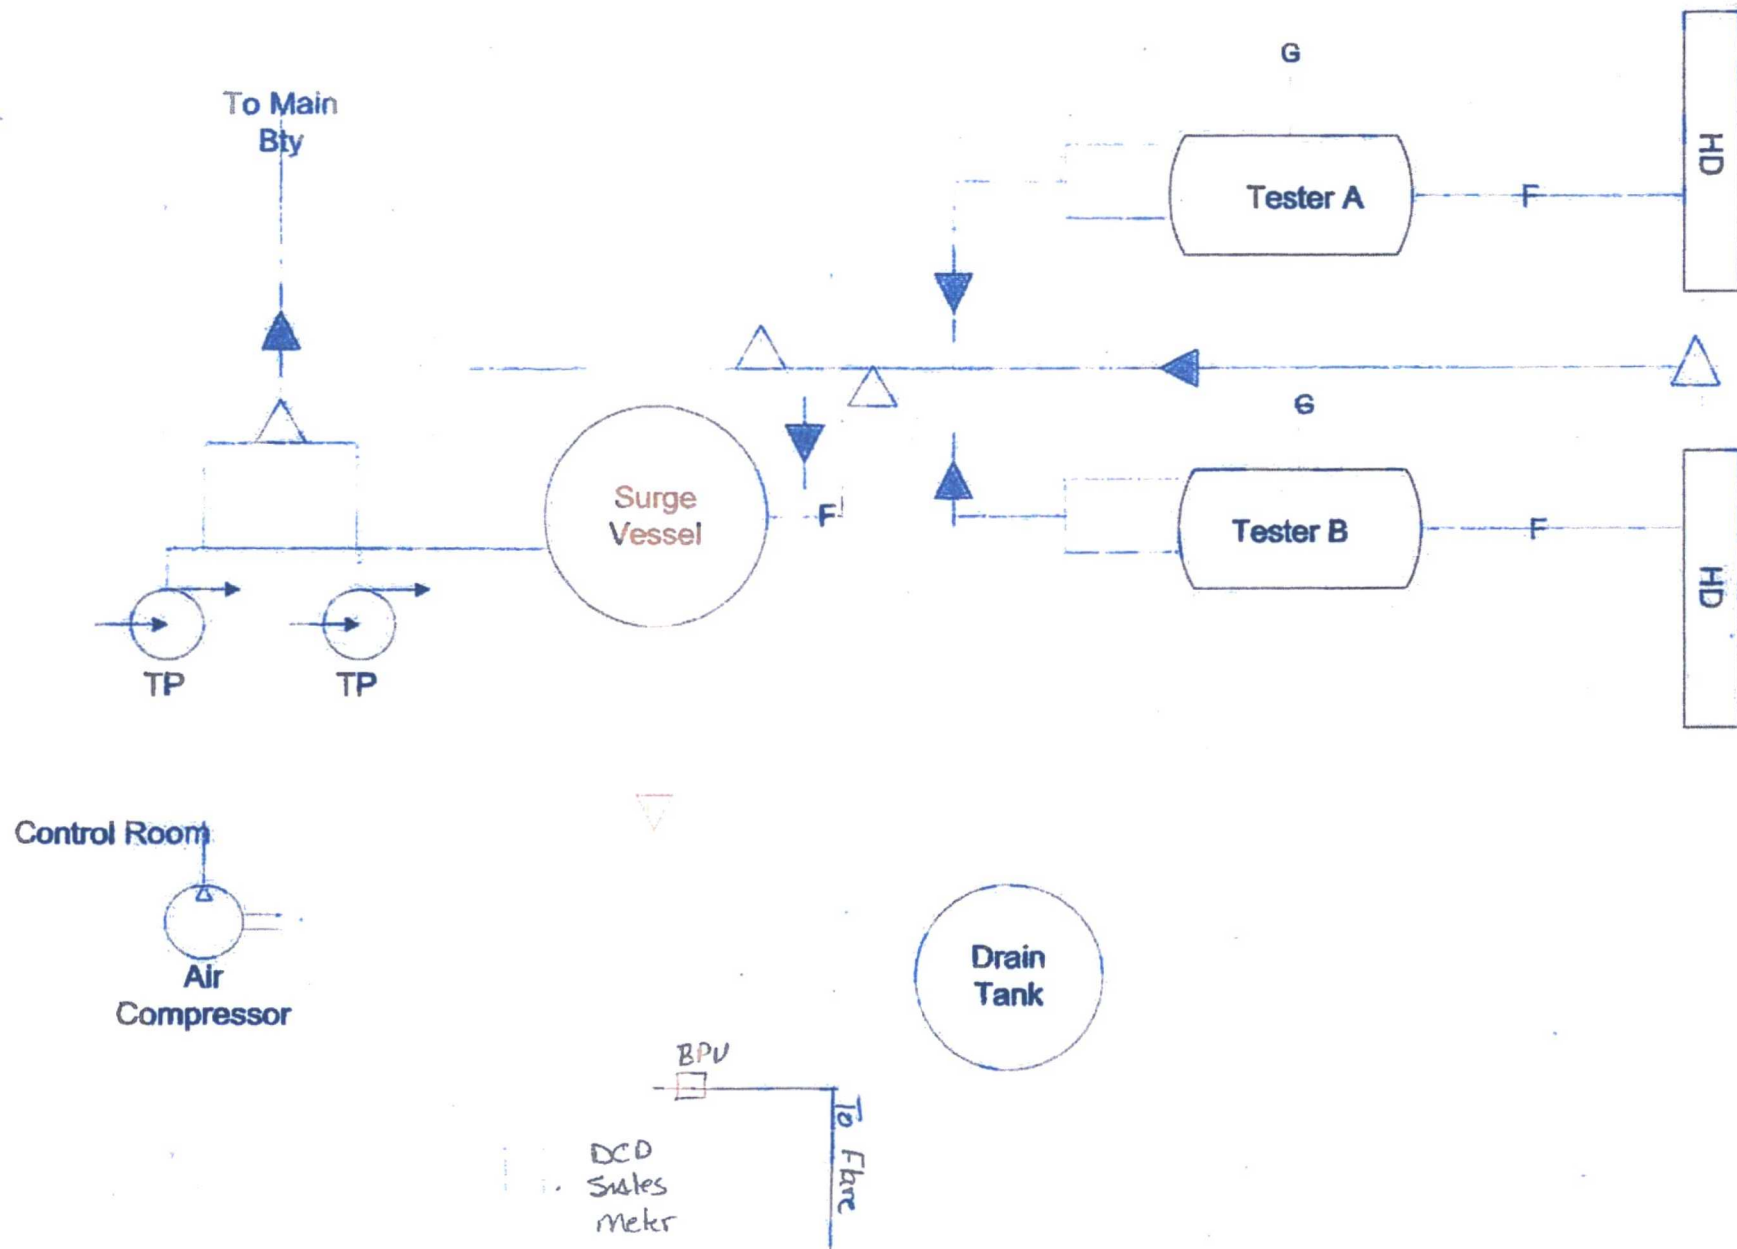 To Main
Bty
G
Tester A
F
HD
G
Surge
Vessel
F
Tester B
F
HD
TP
TP
Control Room
Air
Compressor
Drain
Tank
BPV
To Flare
DCD
Sales
Meter